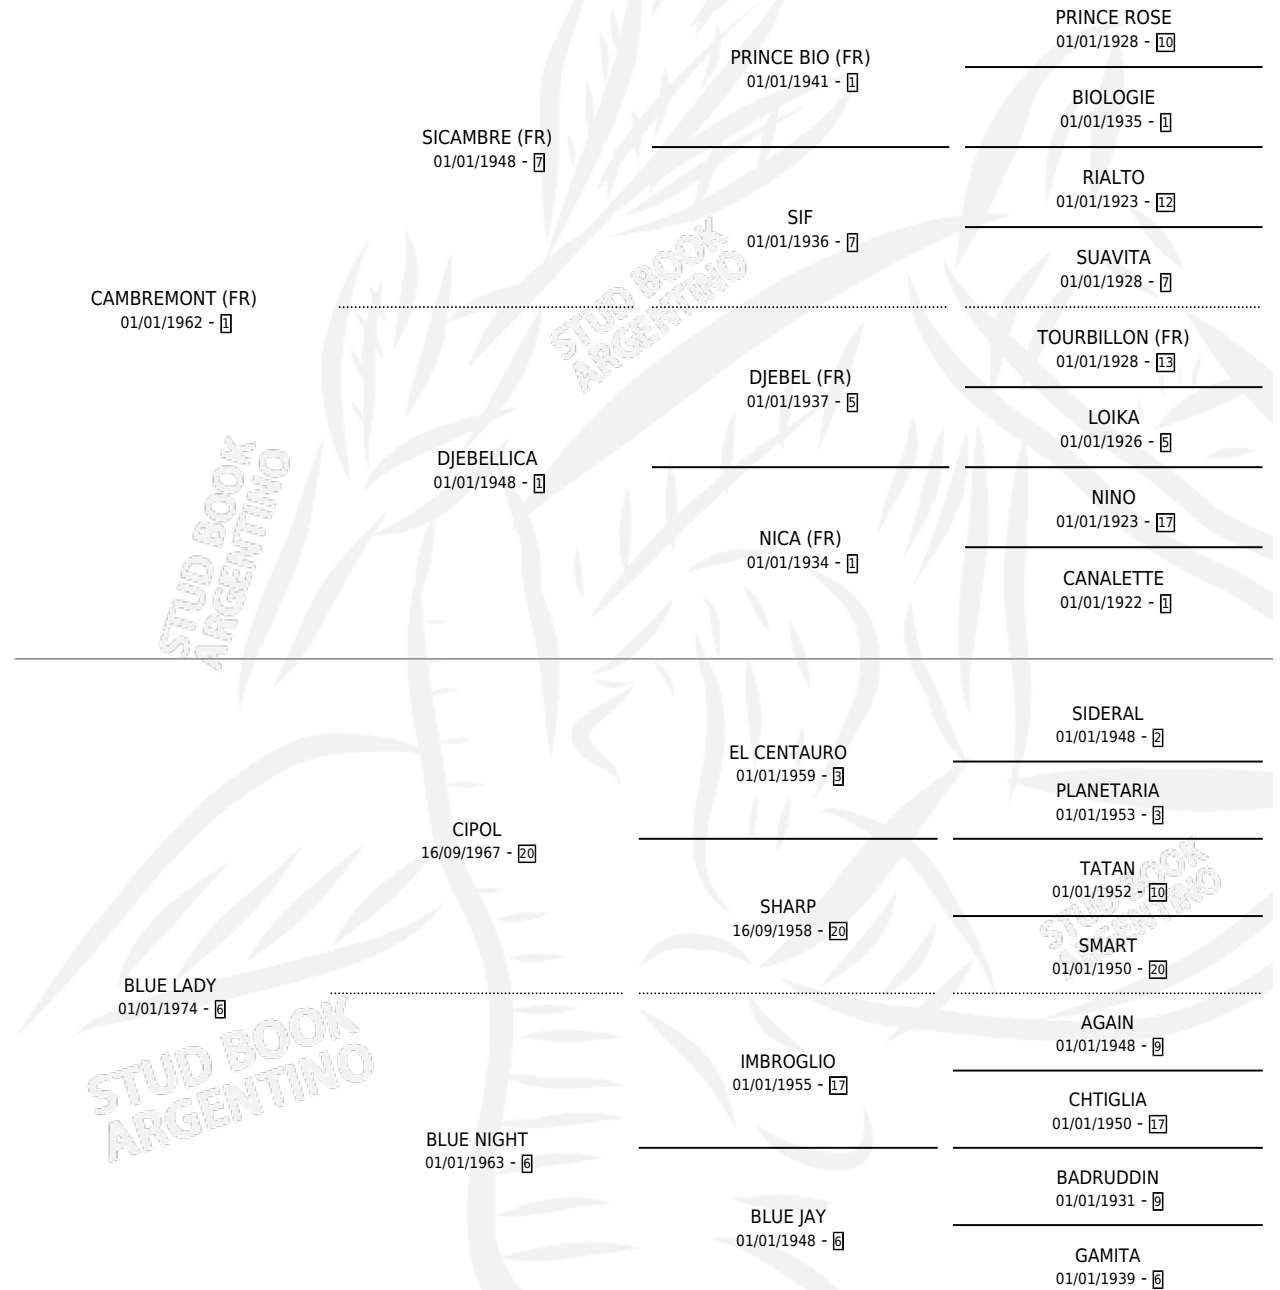 PRINCE ROSE
01/01/1928 - 10
PRINCE BIO (FR)
01/01/1941 - 1
BIOLOGIE
01/01/1935 - 1
SICAMBRE (FR)
01/01/1948 - 7
RIALTO
01/01/1923 - 12
SIF
01/01/1936 - 7
SUAVITA
01/01/1928 - 7
CAMBREMONT (FR)
01/01/1962 - 1
STUD BOOK
ARGENTINO
TOURBILLON (FR)
01/01/1928 - 13
DJEBEL (FR)
01/01/1937 - 5
LOIKA
01/01/1926 - 5
DJEBELLICA
01/01/1948 - 1
NINO
01/01/1923 - 17
NICA (FR)
01/01/1934 - 1
CANALETTE
01/01/1922 - 1
STUD BOOK
ARGENTINO
SIDERAL
01/01/1948 - 2
EL CENTAURO
01/01/1959 - 3
PLANETARIA
01/01/1953 - 3
CIPOL
16/09/1967 - 20
TATAN
01/01/1952 - 10
SHARP
16/09/1958 - 20
SMART
01/01/1950 - 20
STUD BOOK
ARGENTINO
BLUE LADY
01/01/1974 - 6
AGAIN
01/01/1948 - 9
IMBROGLIO
01/01/1955 - 17
CHTIGLIA
01/01/1950 - 17
STUD BOOK
ARGENTINO
BLUE NIGHT
01/01/1963 - 6
BADRUDDIN
01/01/1931 - 9
BLUE JAY
01/01/1948 - 6
GAMITA
01/01/1939 - 6